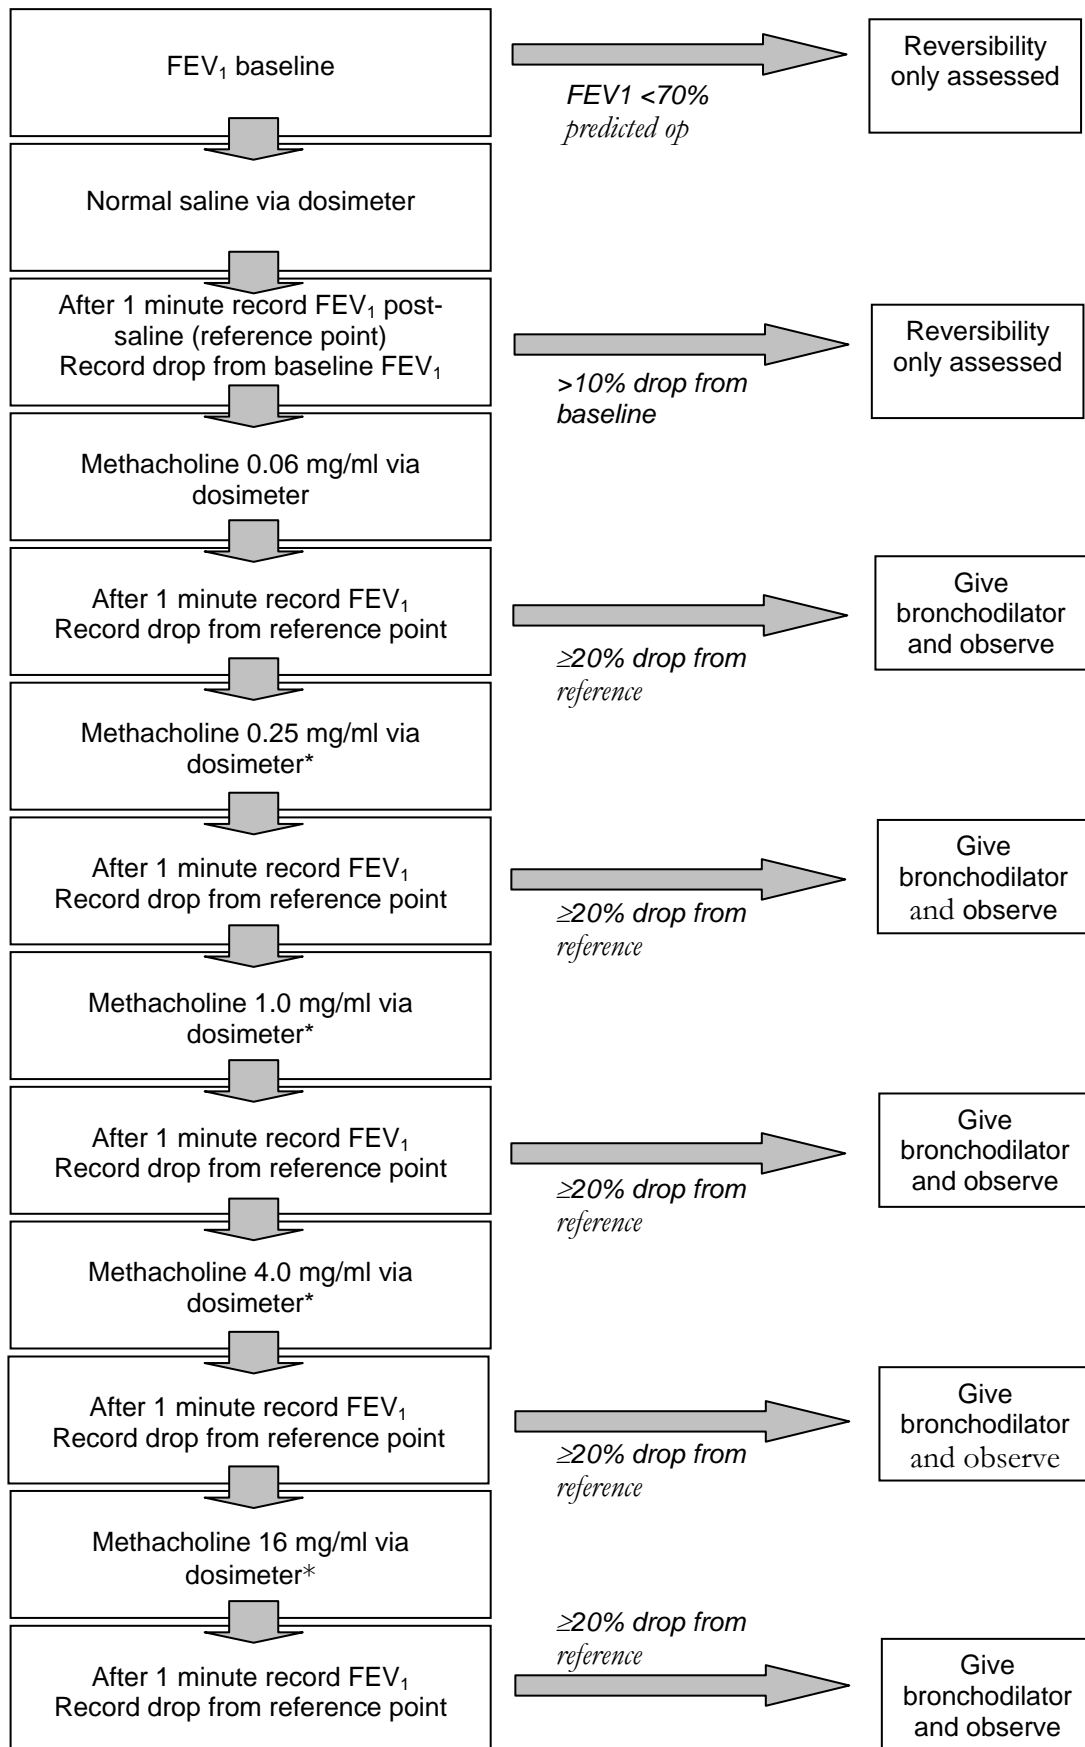 FEV₁ baseline
FEV1 <70%
predicted op
Reversibility
only assessed
Normal saline via dosimeter
After 1 minute record FEV₁ post-
saline (reference point)
Record drop from baseline FEV₁
>10% drop from
baseline
Reversibility
only assessed
Methacholine 0.06 mg/ml via
dosimeter
After 1 minute record FEV₁
Record drop from reference point
≥20% drop from
reference
Give
bronchodilator
and observe
Methacholine 0.25 mg/ml via
dosimeter*
After 1 minute record FEV₁
Record drop from reference point
≥20% drop from
reference
Give
bronchodilator
and observe
Methacholine 1.0 mg/ml via
dosimeter*
After 1 minute record FEV₁
Record drop from reference point
≥20% drop from
reference
Give
bronchodilator
and observe
Methacholine 4.0 mg/ml via
dosimeter*
After 1 minute record FEV₁
Record drop from reference point
≥20% drop from
reference
Give
bronchodilator
and observe
Methacholine 16 mg/ml via
dosimeter*
After 1 minute record FEV₁
Record drop from reference point
≥20% drop from
reference
Give
bronchodilator
and observe